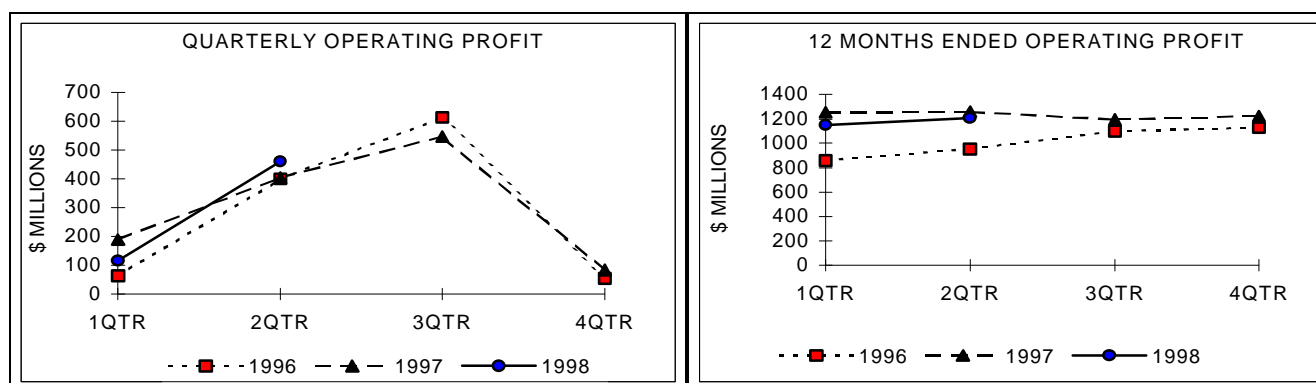 QUARTERLY OPERATING PROFIT
$ MILLIONS
700
600
500
400
300
200
100
0
1QTR 2QTR 3QTR 4QTR
1996 1997 1998
12 MONTHS ENDED OPERATING PROFIT
$ MILLIONS
1400
1200
1000
800
600
400
200
0
1QTR 2QTR 3QTR 4QTR
1996 1997 1998